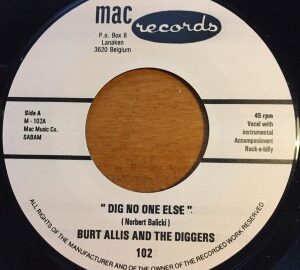 mac records
P.o. Box 8
Lanaken
3620 Belgium
Side A
M - 102A
Mac Music Co.
SABAM
45 rpm
Vocal with
instrumental
Accompaniment
Rock-a-billy
" DIG NO ONE ELSE ".
( Norbert Balicki )
BURT ALLIS AND THE DIGGERS
102
ALL RIGHTS OF THE MANUFACTURER AND OF THE OWNER OF THE RECORDED WORK RESERVED